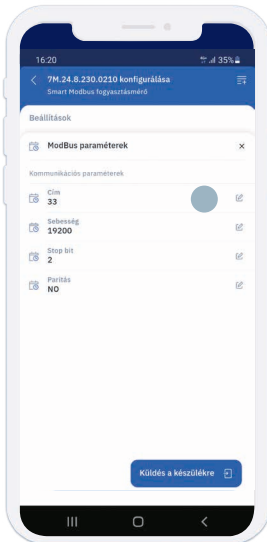 16:20 35%
7M.24.8.230.0210 konfigurálása
Smart Modbus fogyasztásmérő
Beállítások
ModBus paraméterek
Kommunikációs paraméterek
Cím
33
Sebesség
19200
Stop bit
2
Paritás
NO
Küldés a készülékre